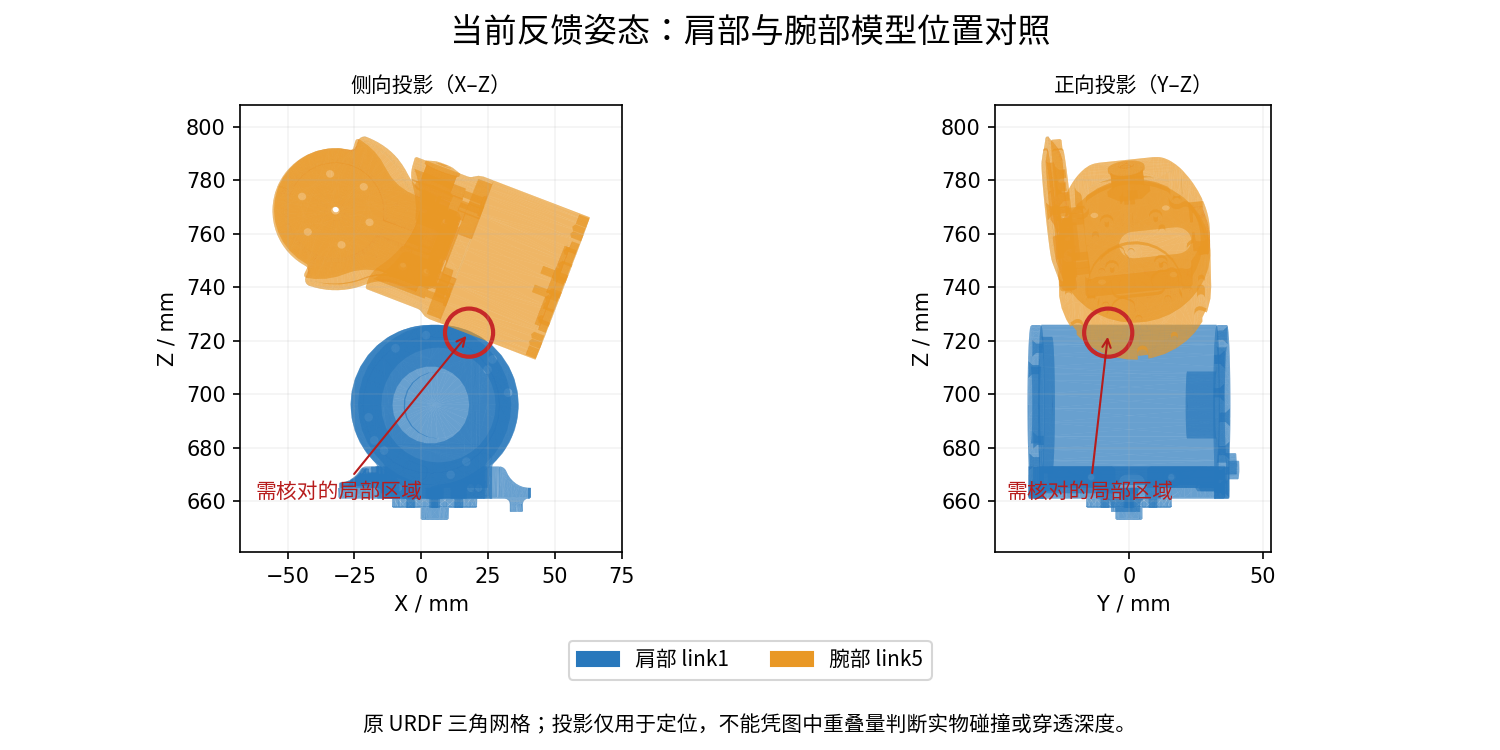 当前反馈姿态：肩部与腕部模型位置对照
侧向投影（X−Z）
800
780
760
740
720
700
680
660
Z / mm
需核对的局部区域
−50
−25
0
25
50
75
X / mm
正向投影（Y−Z）
800
780
760
740
720
700
680
660
Z / mm
需核对的局部区域
0
50
Y / mm
肩部 link1
腕部 link5
原 URDF 三角网格；投影仅用于定位，不能凭图中重叠量判断实物碰撞或穿透深度。